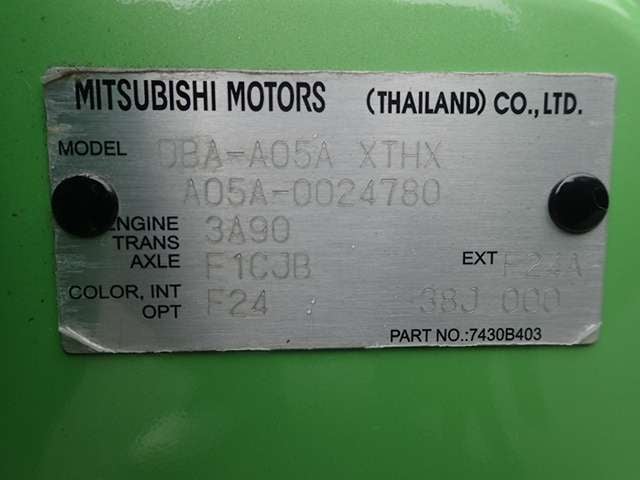 MITSUBISHI MOTORS (THAILAND) CO., LTD.
MODEL DBA-A05A XTHX
A05A-0024780
ENGINE 3A90
TRANS
AXLE F1CJB EXT F24A
COLOR, INT F24 38J 000
OPT
PART NO.:7430B403